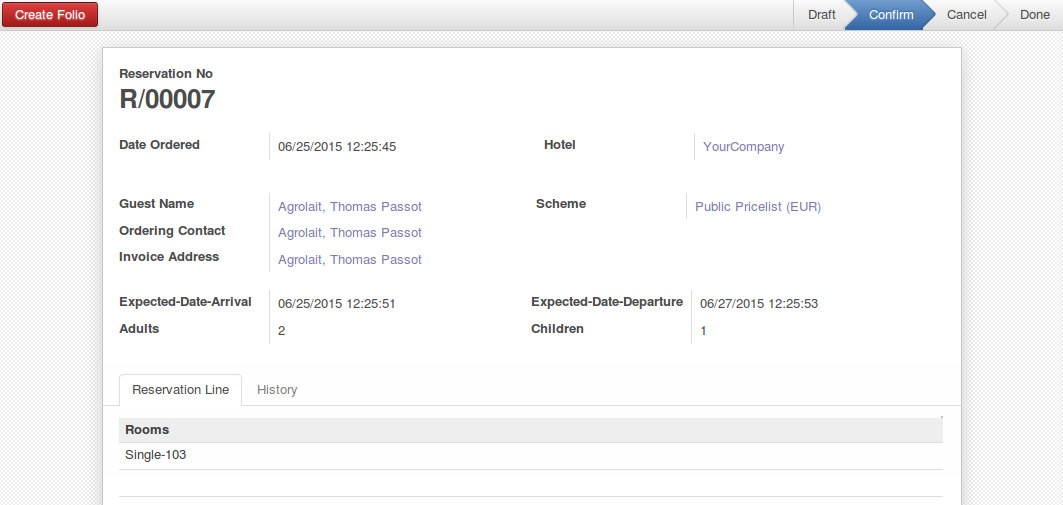 Create Folio Draft Confirm Cancel Done
Reservation No
R/00007
Date Ordered 06/25/2015 12:25:45 Hotel YourCompany
Guest Name Agrolait, Thomas Passot Scheme Public Pricelist (EUR)
Ordering Contact Agrolait, Thomas Passot
Invoice Address Agrolait, Thomas Passot
Expected-Date-Arrival 06/25/2015 12:25:51 Expected-Date-Departure 06/27/2015 12:25:53
Adults 2 Children 1
Reservation Line History
Rooms
Single-103